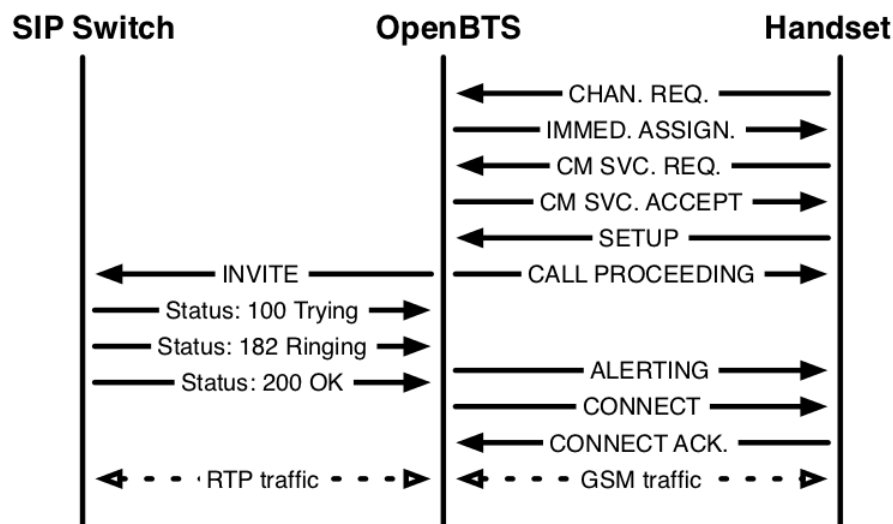 SIP Switch OpenBTS Handset
CHAN. REQ.
IMMED. ASSIGN.
CM SVC. REQ.
CM SVC. ACCEPT
SETUP
INVITE CALL PROCEEDING
Status: 100 Trying
Status: 182 Ringing
ALERTING
Status: 200 OK
CONNECT
CONNECT ACK.
RTP traffic GSM traffic